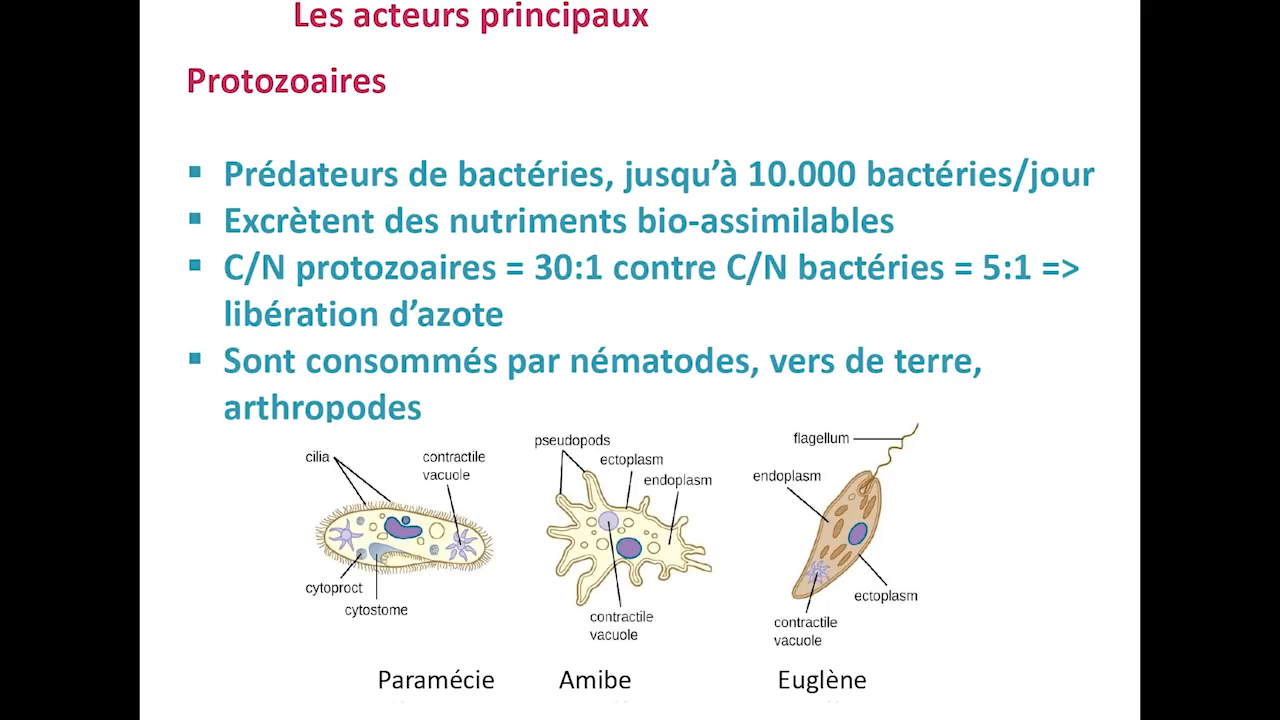 Les acteurs principaux
Protozoaires
▪ Prédateurs de bactéries, jusqu’à 10.000 bactéries/jour
▪ Excrètent des nutriments bio-assimilables
▪ C/N protozoaires = 30:1 contre C/N bactéries = 5:1 =>
libération d’azote
▪ Sont consommés par nématodes, vers de terre,
arthropodes
cilia
contractile
vacuole
cytoproct
cytostome
pseudopods
ectoplasm
endoplasm
contractile
vacuole
flagellum
endoplasm
ectoplasm
contractile
vacuole
Paramécie
Amibe
Euglène